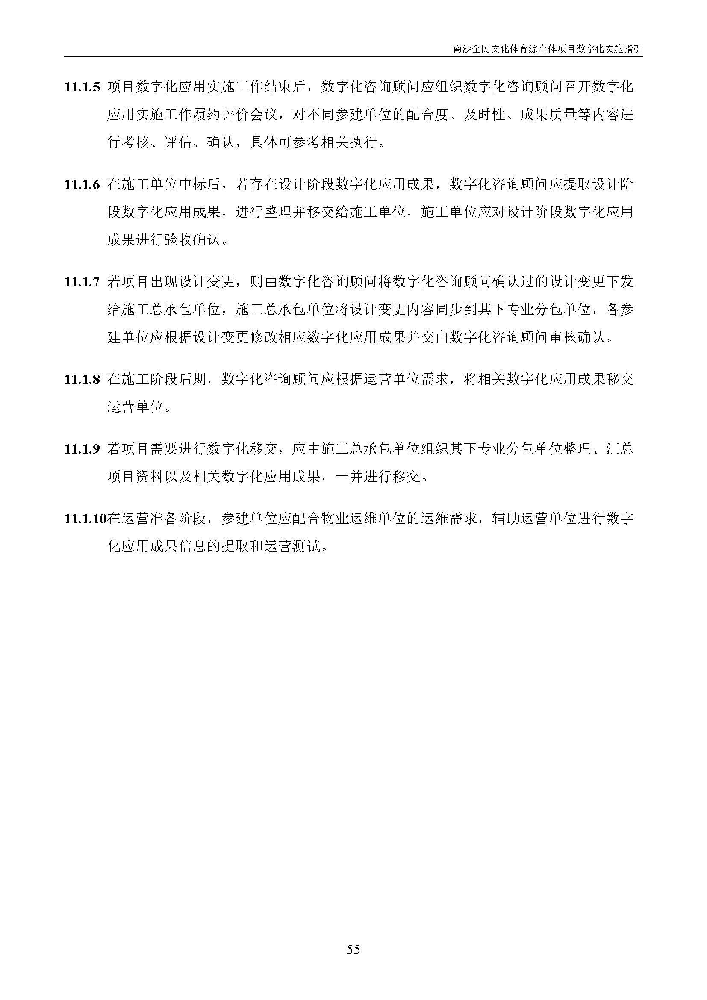 南沙全民文化体育综合体项目数字化实施指引
11.1.5 项目数字化应用实施工作结束后，数字化咨询顾问应组织数字化咨询顾问召开数字化
应用实施工作履约评价会议，对不同参建单位的配合度、及时性、成果质量等内容进
行考核、评估、确认，具体可参考相关执行。
11.1.6 在施工单位中标后，若存在设计阶段数字化应用成果，数字化咨询顾问应提取设计阶
段数字化应用成果，进行整理并移交给施工单位，施工单位应对设计阶段数字化应用
成果进行验收确认。
11.1.7 若项目出现设计变更，则由数字化咨询顾问将数字化咨询顾问确认过的设计变更下发
给施工总承包单位，施工总承包单位将设计变更内容同步到其下专业分包单位，各参
建单位应根据设计变更修改相应数字化应用成果并交由数字化咨询顾问审核确认。
11.1.8 在施工阶段后期，数字化咨询顾问应根据运营单位需求，将相关数字化应用成果移交
运营单位。
11.1.9 若项目需要进行数字化移交，应由施工总承包单位组织其下专业分包单位整理、汇总
项目资料以及相关数字化应用成果，一并进行移交。
11.1.10在运营准备阶段，参建单位应配合物业运维单位的运维需求，辅助运营单位进行数字
化应用成果信息的提取和运营测试。
55